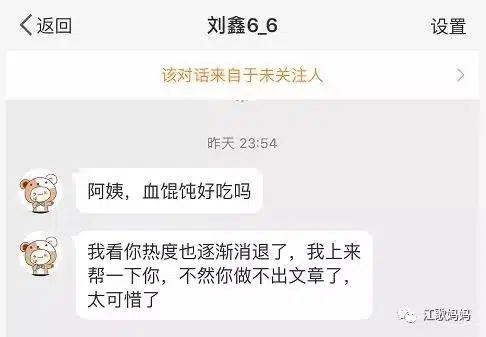 返回
刘鑫6_6
设置
该对话来自于未关注人
昨天 23:54
阿姨，血馄饨好吃吗
我看你热度也逐渐消退了，我上来
帮一下你，不然你做不出文章了，
太可惜了
江歌妈妈